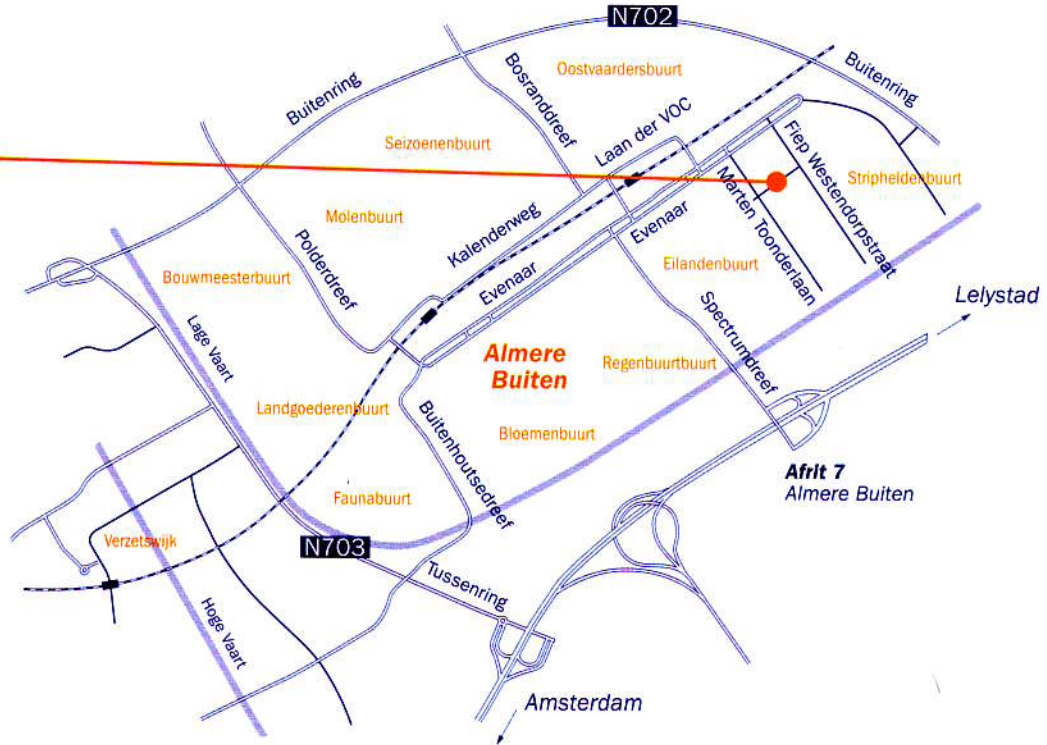 N702
Oostvaardersbuurt
Bosranddreef
Buitenring
Buitenring
Seizoenenbuurt
Laan der VOC
Fiep Westendorpstraat
Stripheldenbuurt
Marten Toonderlaan
Molenbuurt
Polderdreef
Kalenderweg
Evenaar
Eilandenbuurt
Bouwmeesterbuurt
Evenaar
Lelystad
Lage Vaart
Almere
Buiten
Spectrumdreef
Regenbuurtbuurt
Landgoederenbuurt
Buitenhoutsedreef
Bloemenbuurt
Afrit 7
Almere Buiten
Faunabuurt
Verzetswijk
N703
Tussenring
Hoge Vaart
Amsterdam